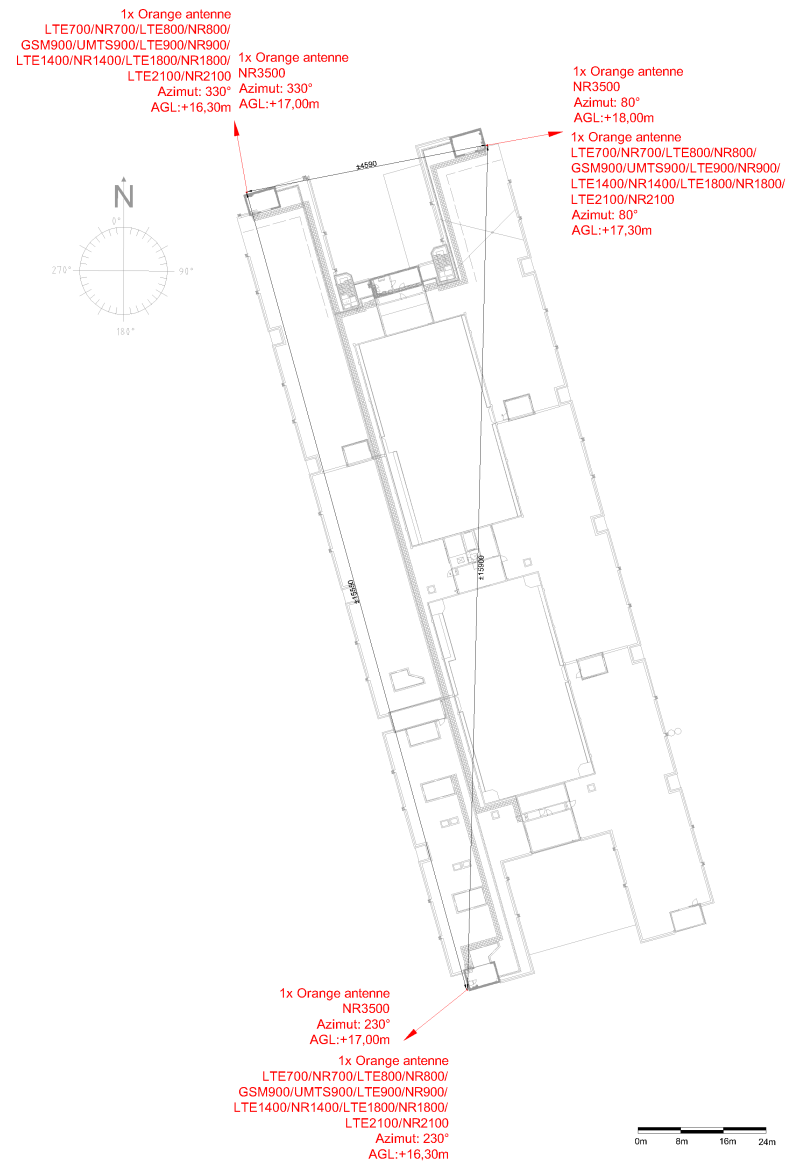 1x Orange antenne
LTE700/NR700/LTE800/NR800/
GSM900/UMTS900/LTE900/NR900/
LTE1400/NR1400/LTE1800/NR1800/
LTE2100/NR2100
Azimut: 330°
AGL:+16,30m
1x Orange antenne
NR3500
Azimut: 330°
AGL:+17,00m
1x Orange antenne
NR3500
Azimut: 80°
AGL:+18,00m
1x Orange antenne
LTE700/NR700/LTE800/NR800/
GSM900/UMTS900/LTE900/NR900/
LTE1400/NR1400/LTE1800/NR1800/
LTE2100/NR2100
Azimut: 80°
AGL:+17,30m
±4590
N
0°
270°
90°
180°
±15900
1x Orange antenne
NR3500
Azimut: 230°
AGL:+17,00m
1x Orange antenne
LTE700/NR700/LTE800/NR800/
GSM900/UMTS900/LTE900/NR900/
LTE1400/NR1400/LTE1800/NR1800/
LTE2100/NR2100
Azimut: 230°
AGL:+16,30m
0m 8m 16m 24m